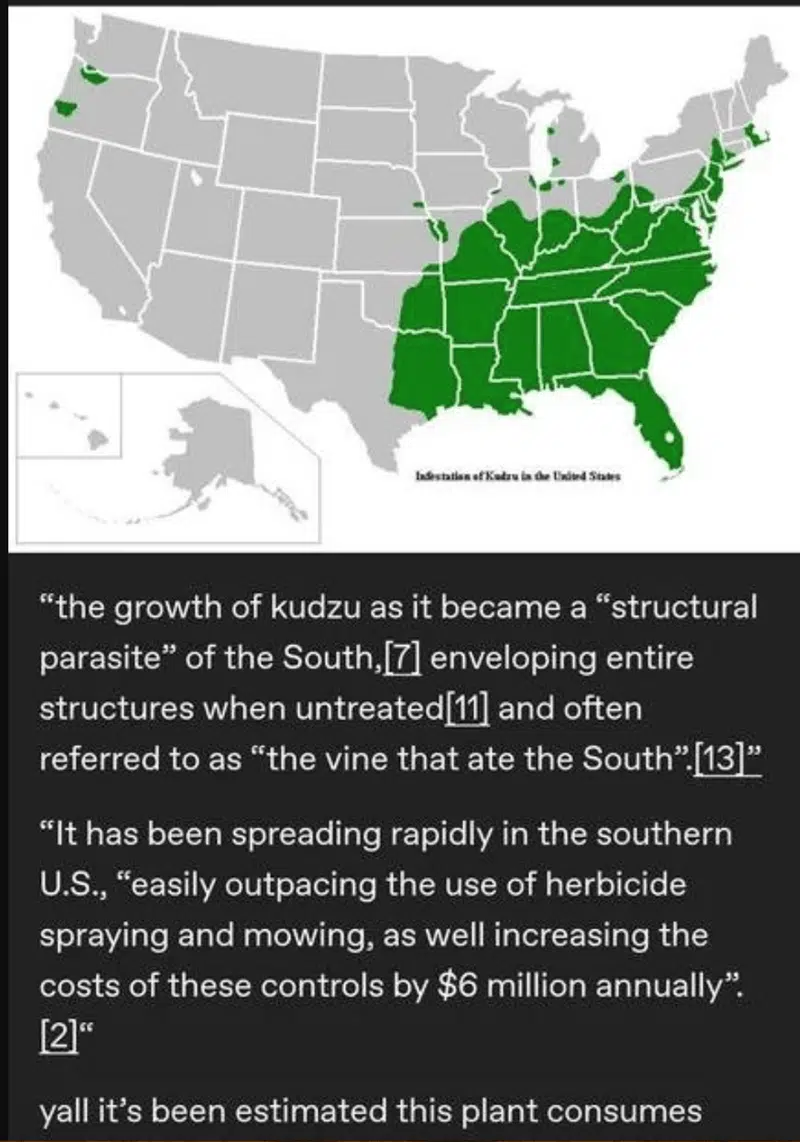 Infestation of Kudzu in the United States
“the growth of kudzu as it became a “structural
parasite” of the South,[7] enveloping entire
structures when untreated[11] and often
referred to as “the vine that ate the South”.[13]”
“It has been spreading rapidly in the southern
U.S., “easily outpacing the use of herbicide
spraying and mowing, as well increasing the
costs of these controls by $6 million annually”.
[2]“
yall it’s been estimated this plant consumes